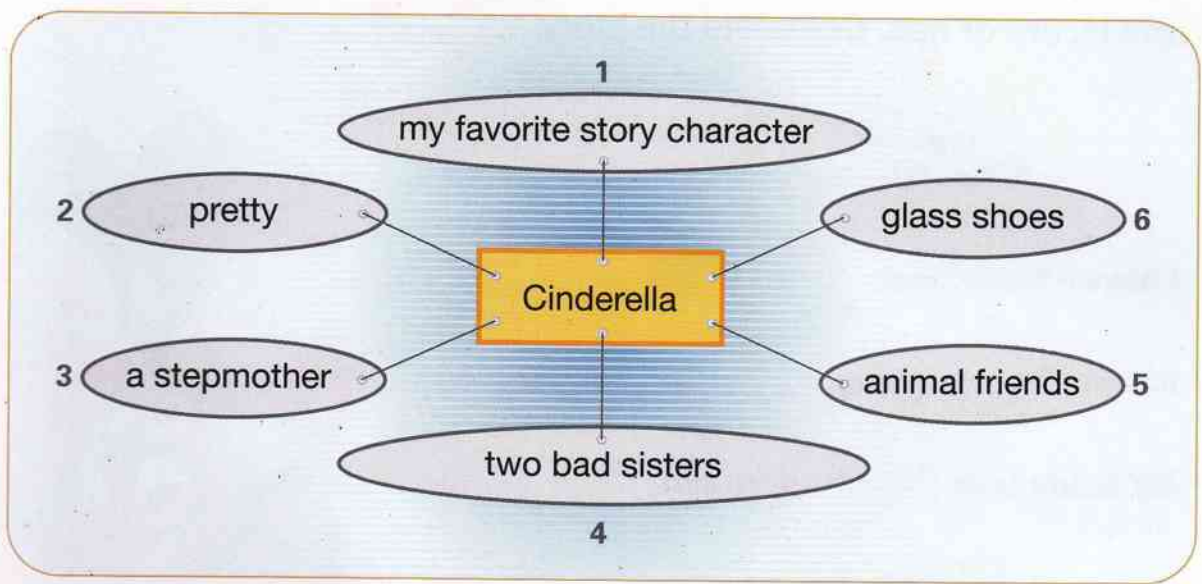 1
my favorite story character
2 pretty
glass shoes 6
Cinderella
3 a stepmother
animal friends 5
two bad sisters
4